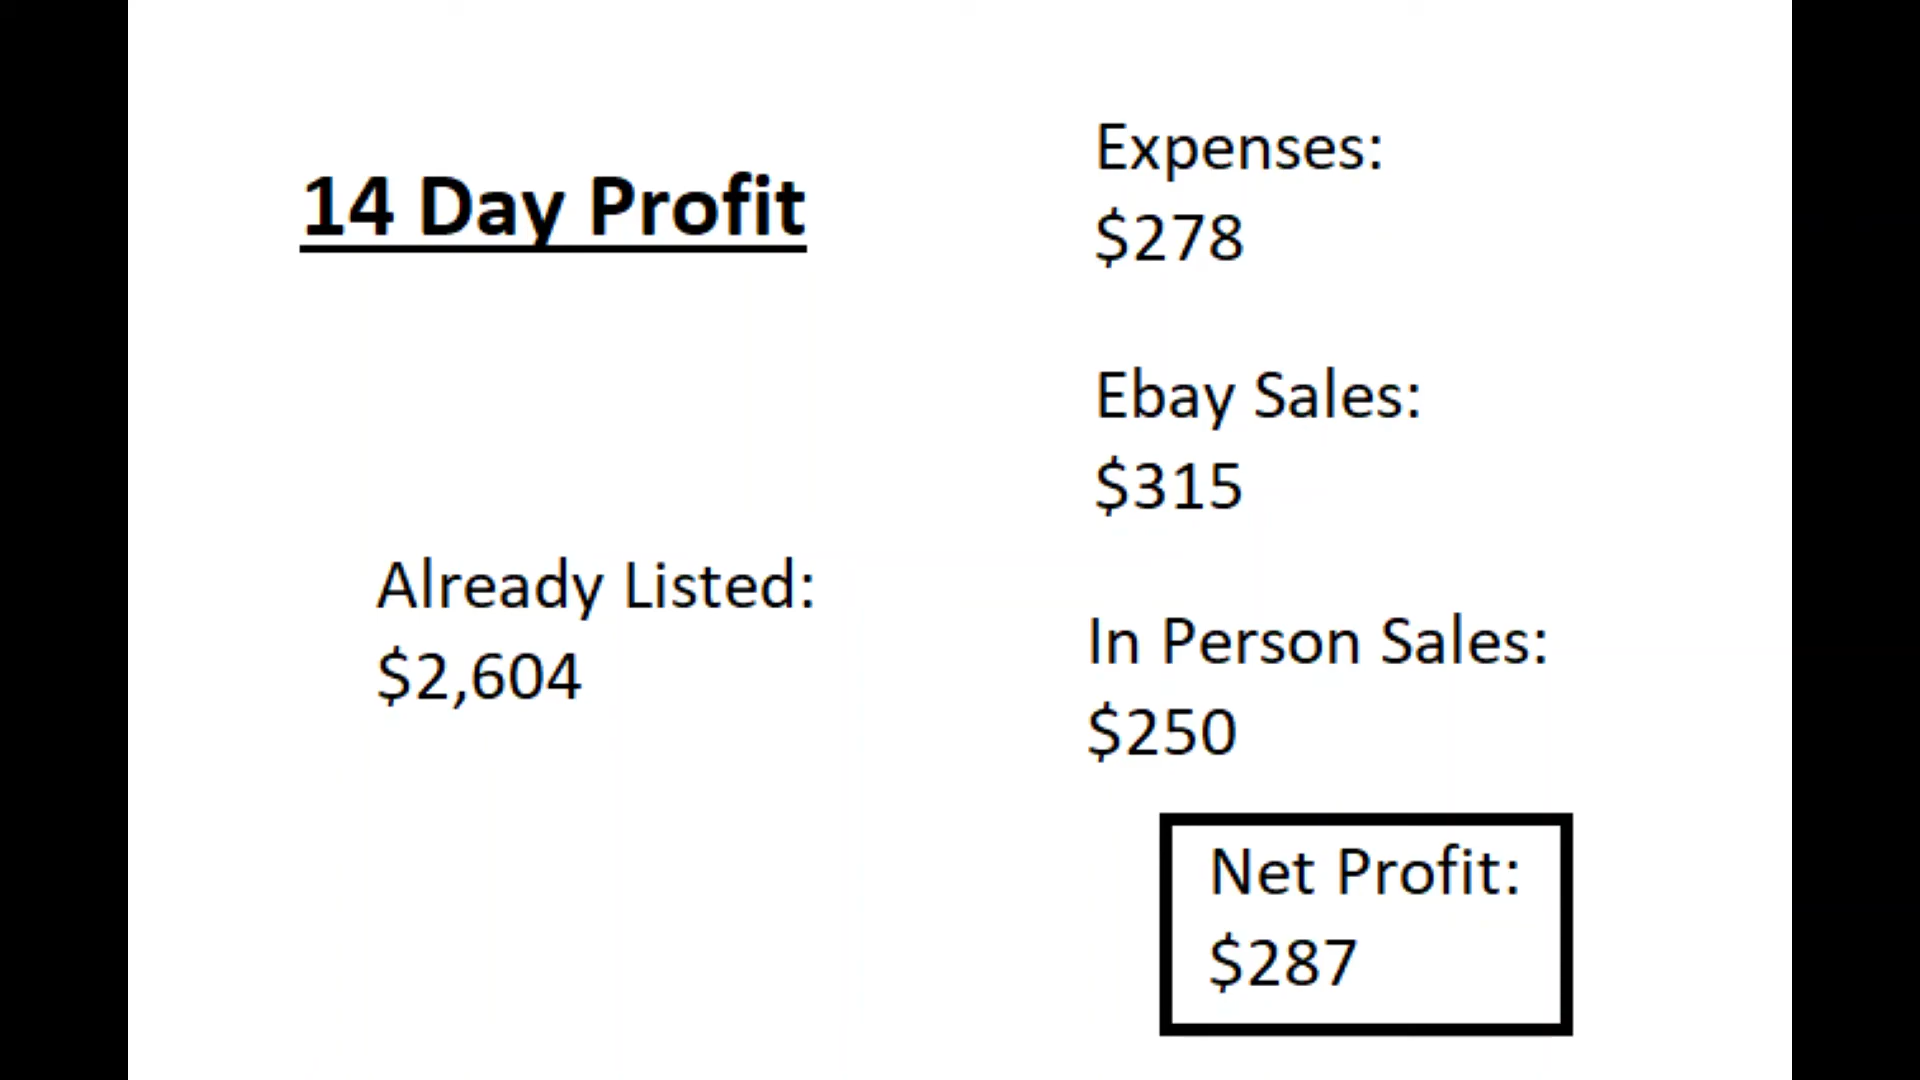 14 Day Profit
Already Listed:
$2,604
Expenses:
$278
Ebay Sales:
$315
In Person Sales:
$250
Net Profit:
$287